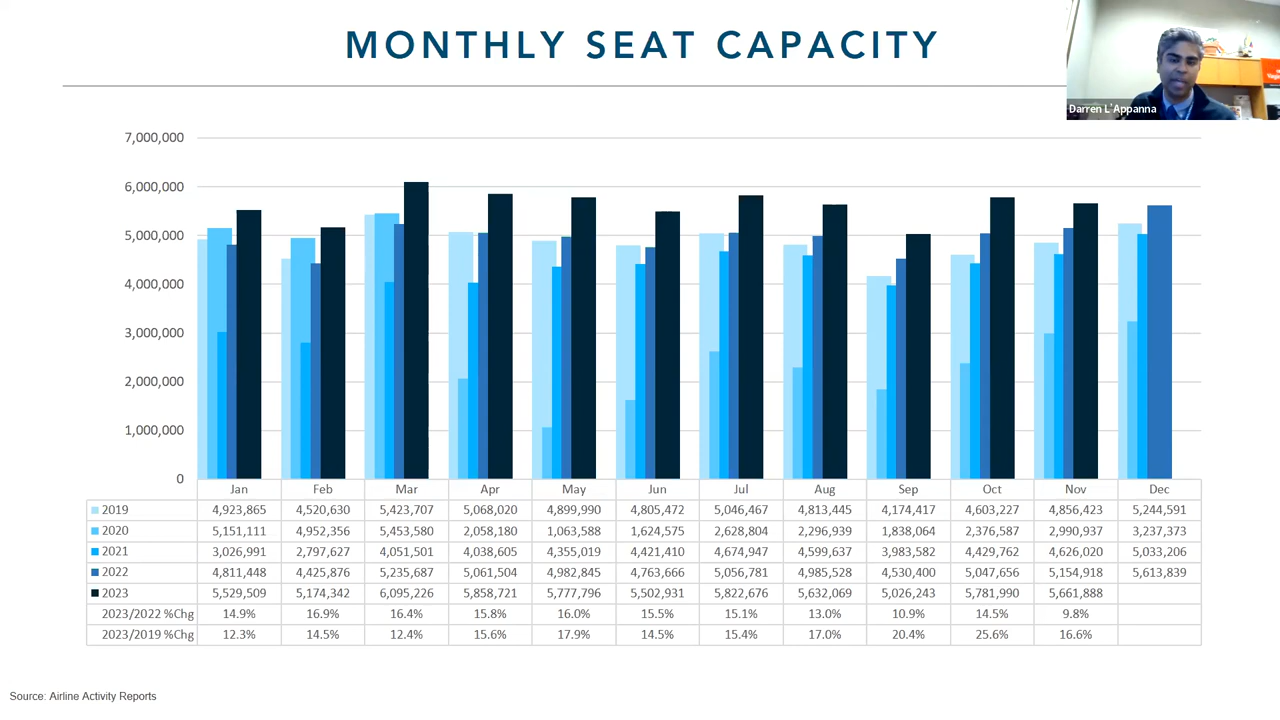 MONTHLY SEAT CAPACITY
Darren L'Appanna
7,000,000
6,000,000
5,000,000
4,000,000
3,000,000
2,000,000
1,000,000
0
Jan Feb Mar Apr May Jun Jul Aug Sep Oct Nov Dec
2019 4,923,865 4,520,630 5,423,707 5,068,020 4,899,990 4,805,472 5,046,467 4,813,445 4,174,417 4,603,227 4,856,423 5,244,591
2020 5,151,111 4,952,356 5,453,580 2,058,180 1,063,588 1,624,575 2,628,804 2,296,939 1,838,064 2,376,587 2,990,937 3,237,373
2021 3,026,991 2,797,627 4,051,501 4,038,605 4,355,019 4,421,410 4,674,947 4,599,637 3,983,582 4,429,762 4,626,020 5,033,206
2022 4,811,448 4,425,876 5,235,687 5,061,504 4,982,845 4,763,666 5,056,781 4,985,528 4,530,400 5,047,656 5,154,918 5,613,839
2023 5,529,509 5,174,342 6,095,226 5,858,721 5,777,796 5,502,931 5,822,676 5,632,069 5,026,243 5,781,990 5,661,888
2023/2022 %Chg 14.9% 16.9% 16.4% 15.8% 16.0% 15.5% 15.1% 13.0% 10.9% 14.5% 9.8%
2023/2019 %Chg 12.3% 14.5% 12.4% 15.6% 17.9% 14.5% 15.4% 17.0% 20.4% 25.6% 16.6%
Source: Airline Activity Reports